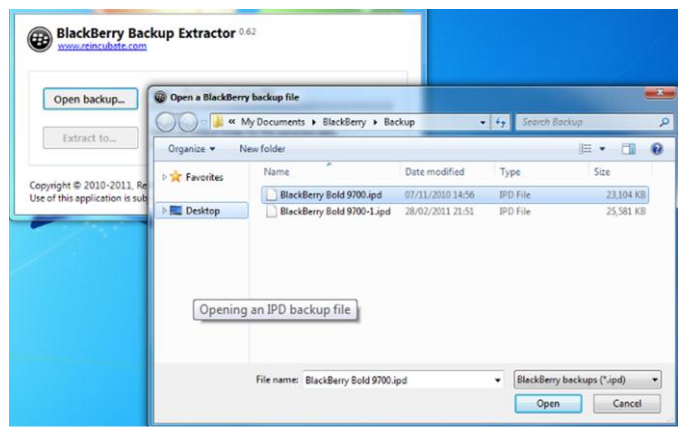 BlackBerry Backup Extractor 0.62
www.reincubate.com
Open backup...
Extract to...
Copyright © 2010-2011, Re
Use of this application is sub
Open a BlackBerry backup file
« My Documents BlackBerry Backup
Search Backup
Organize New folder
Name Date modified Type Size
Favorites
Desktop
BlackBerry Bold 9700.ipd 07/11/2010 14:56 IPD File 23,104 KB
BlackBerry Bold 9700-1.ipd 28/02/2011 21:51 IPD File 25,581 KB
Opening an IPD backup file
File name: BlackBerry Bold 9700.ipd BlackBerry backups (*.ipd)
Open Cancel